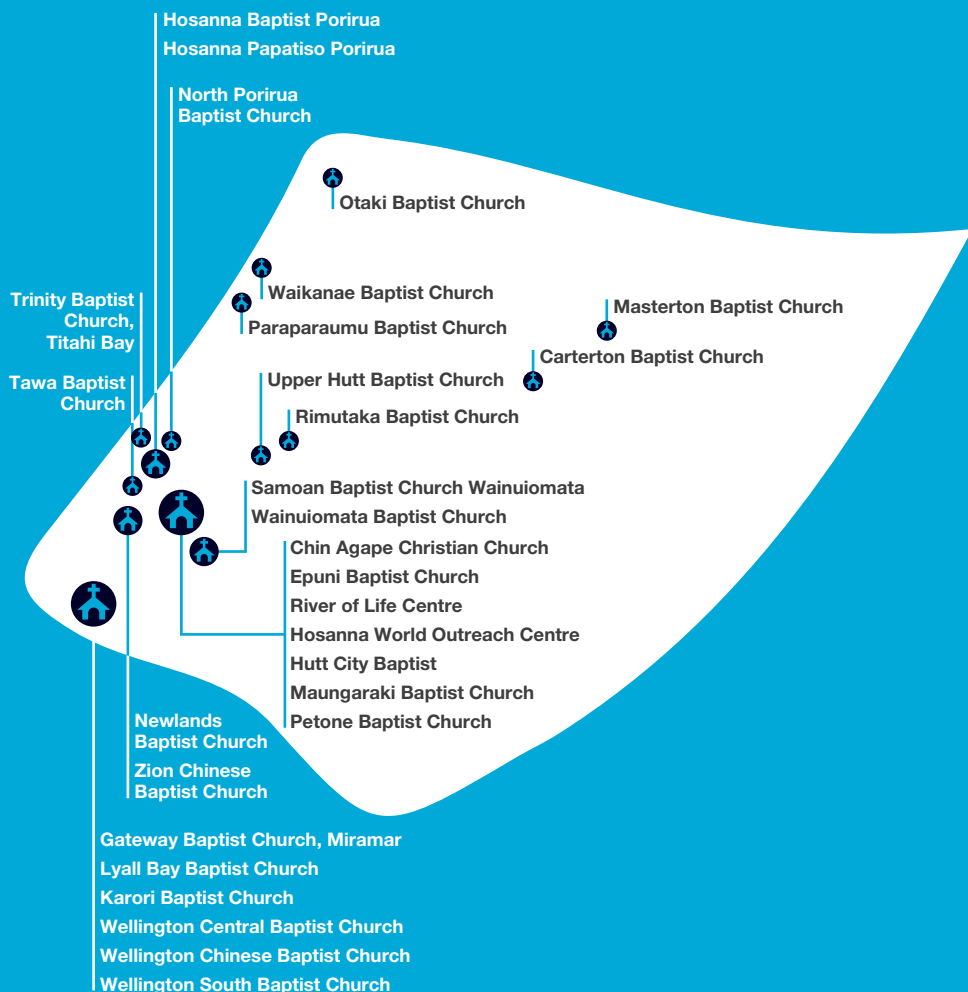 Hosanna Baptist Porirua
Hosanna Papatiso Porirua
North Porirua
Baptist Church
Otaki Baptist Church
Waikanae Baptist Church
Paraparaumu Baptist Church
Masterton Baptist Church
Carterton Baptist Church
Trinity Baptist
Church,
Titahi Bay
Tawa Baptist
Church
Upper Hutt Baptist Church
Rimutaka Baptist Church
Samoan Baptist Church Wainuiomata
Wainuiomata Baptist Church
Chin Agape Christian Church
Epuni Baptist Church
River of Life Centre
Hosanna World Outreach Centre
Hutt City Baptist
Maungaraki Baptist Church
Petone Baptist Church
Newlands
Baptist Church
Zion Chinese
Baptist Church
Gateway Baptist Church, Miramar
Lyall Bay Baptist Church
Karori Baptist Church
Wellington Central Baptist Church
Wellington Chinese Baptist Church
Wellington South Baptist Church